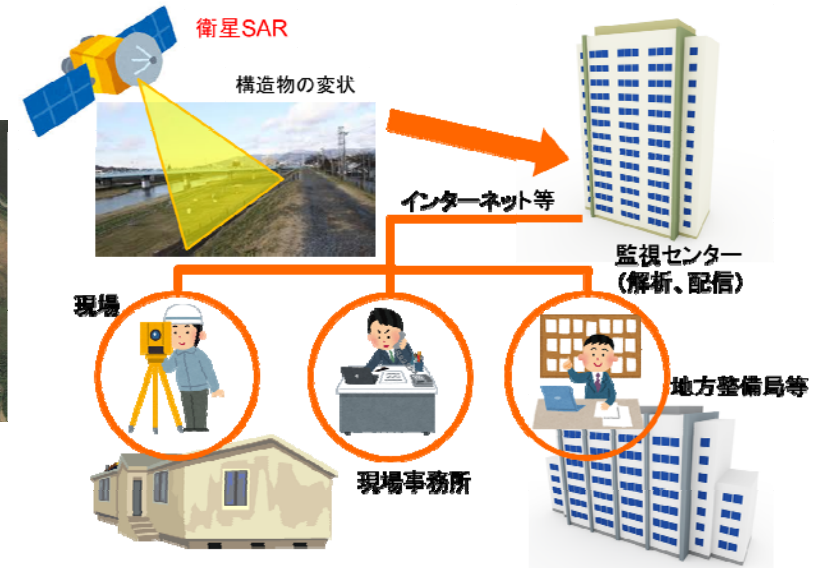 衛星SAR
構造物の変状
インターネット等
監視センター
（解析、配信）
現場
地方整備局等
現場事務所